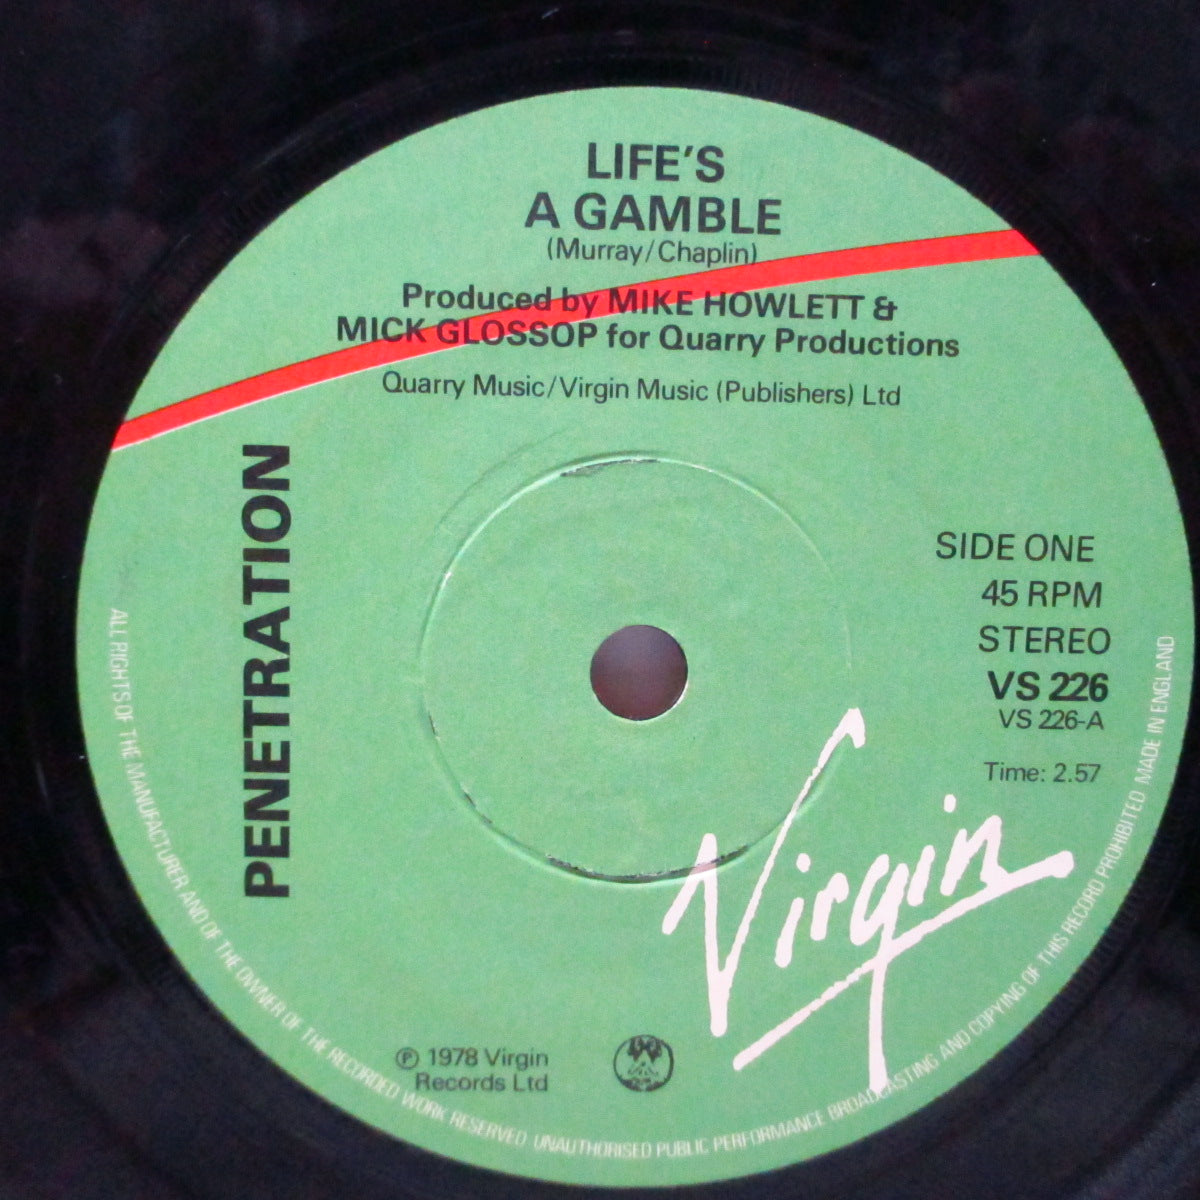 LIFE'S
A GAMBLE
(Murray/Chaplin)
Produced by MIKE HOWLETT &
MICK GLOSSOP for Quarry Productions
Quarry Music/Virgin Music (Publishers) Ltd
PENETRATION
SIDE ONE
45 RPM
STEREO
VS 226
VS 226-A
Time: 2.57
Virgin
℗ 1978 Virgin
Records Ltd
ALL RIGHTS OF THE MANUFACTURER AND OF THE OWNER OF THE RECORDED WORK RESERVED UNAUTHORISED PUBLIC PERFORMANCE BROADCASTING AND COPYING OF THIS RECORD PROHIBITED MADE IN ENGLAND